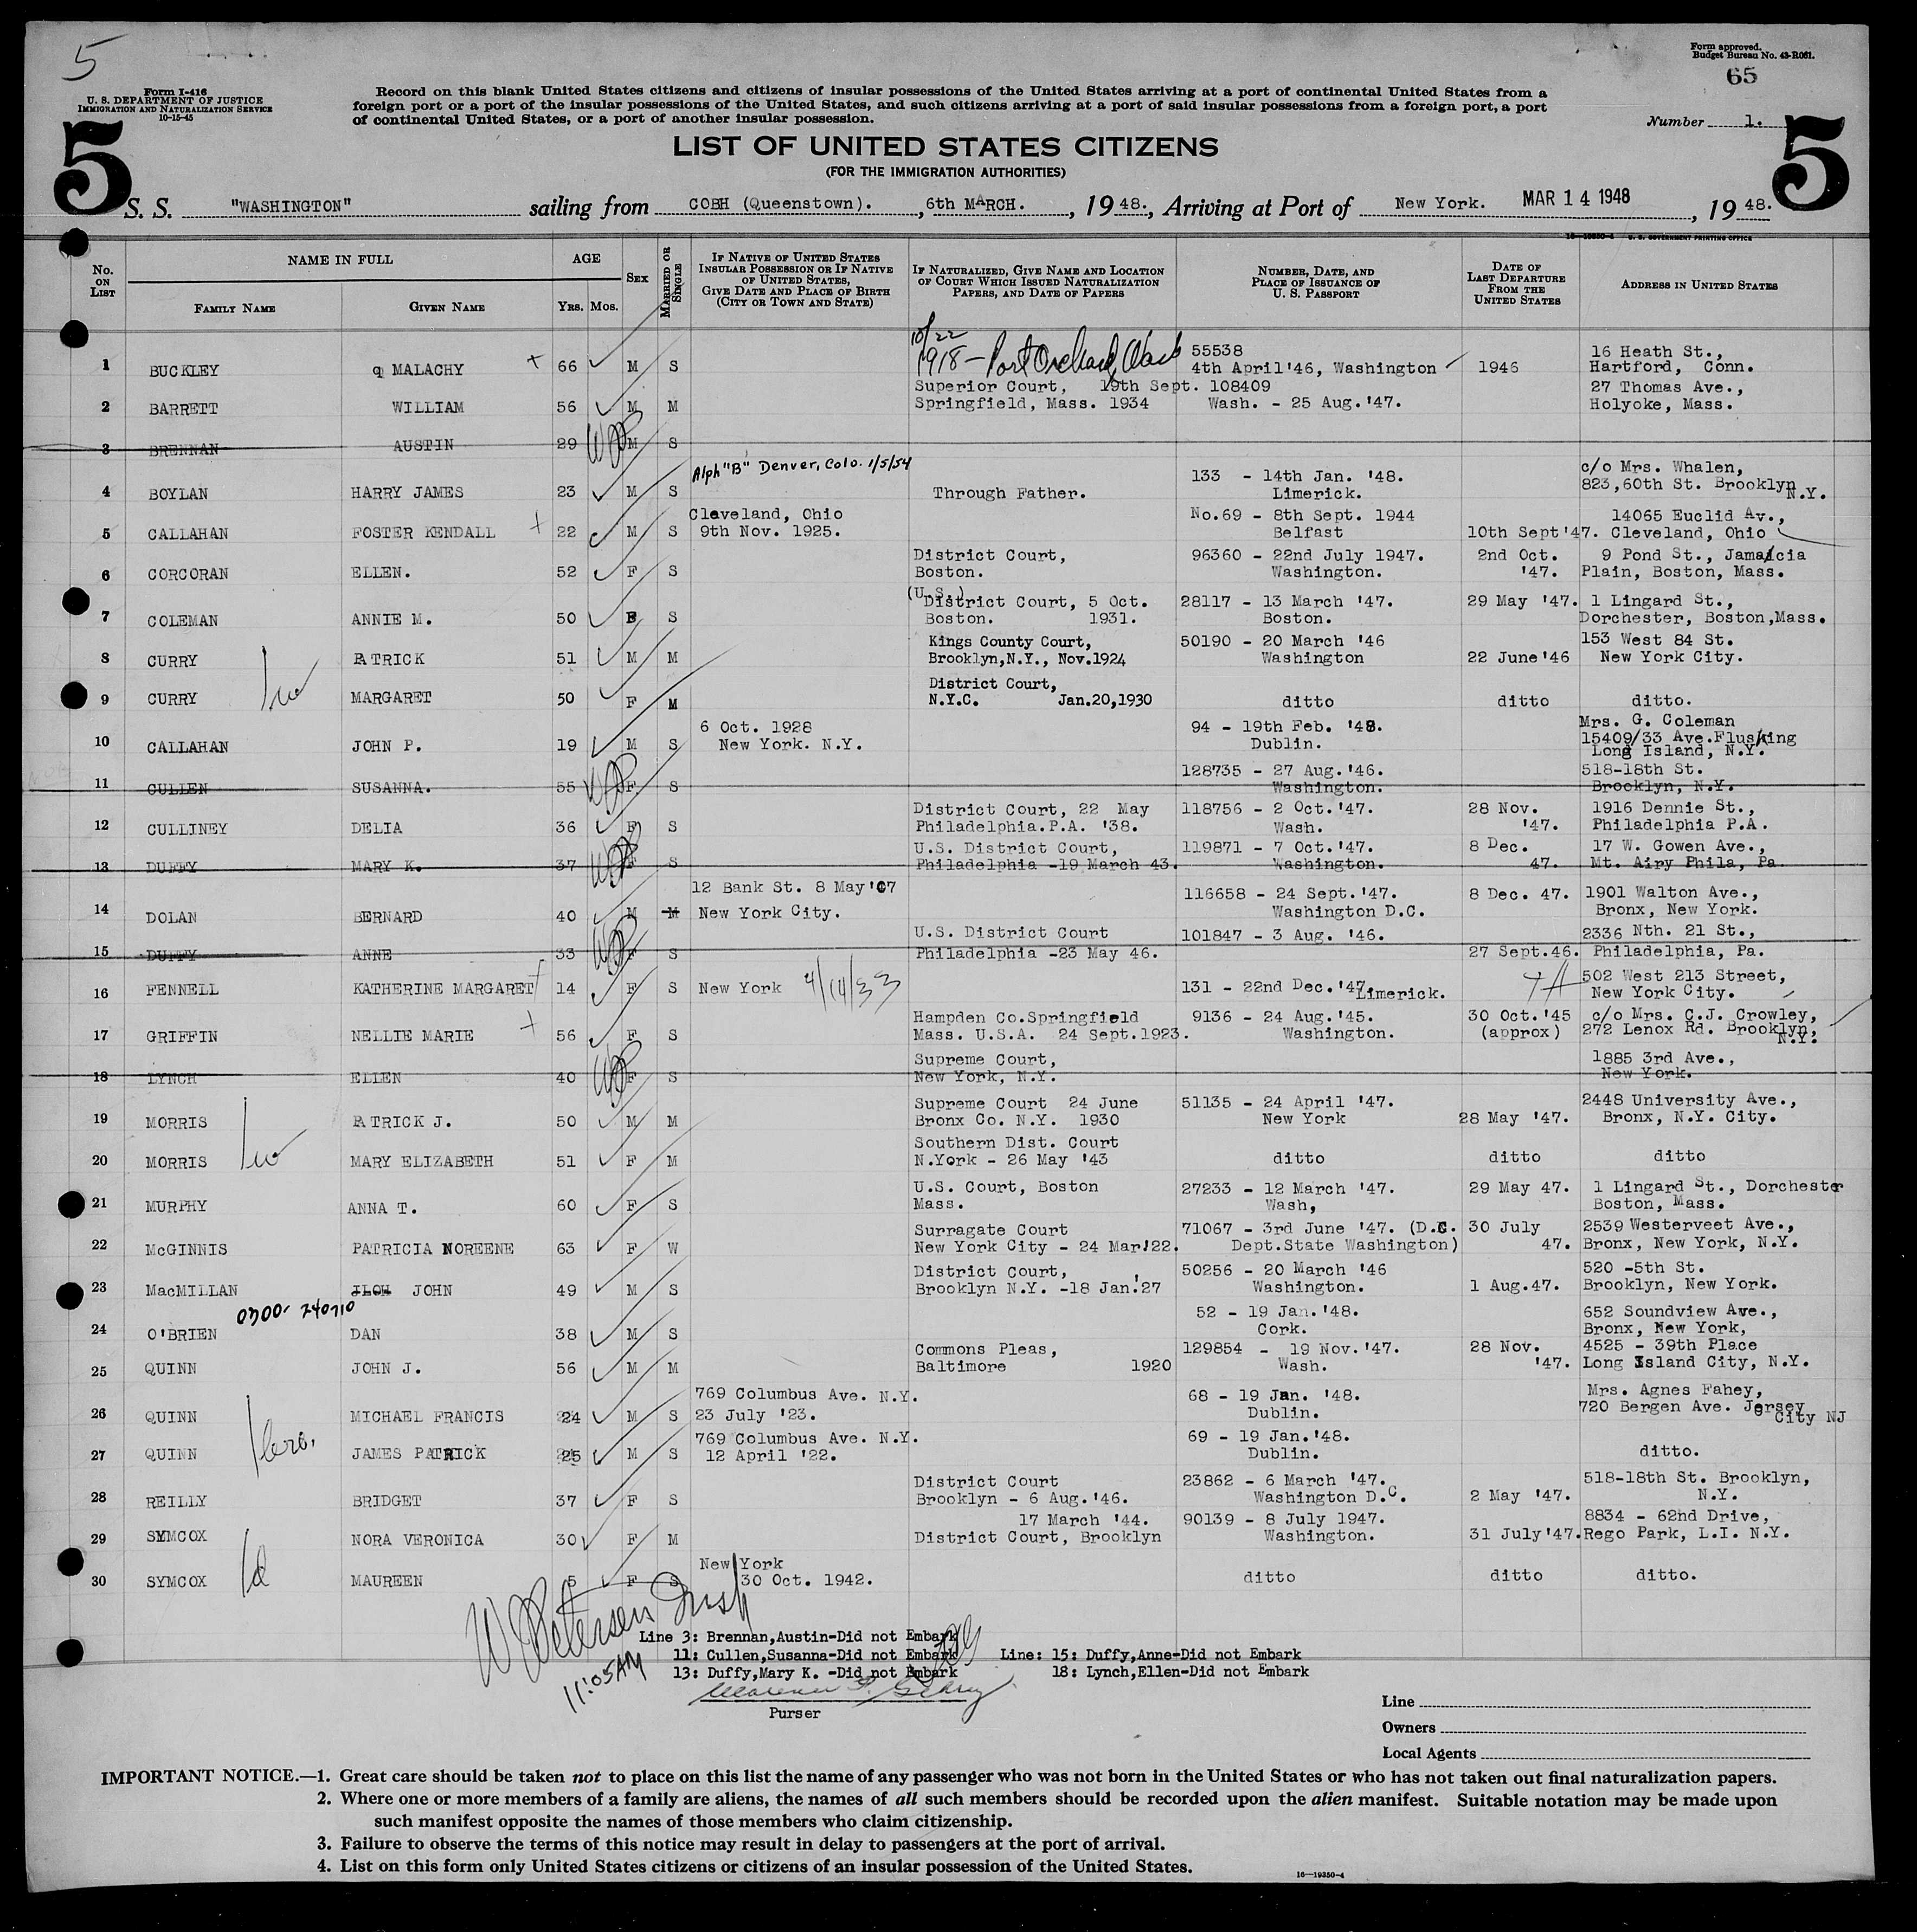 5
Form approved.
Budget Bureau No. 43-R061.
65
Form I-416
U. S. DEPARTMENT OF JUSTICE
IMMIGRATION AND NATURALIZATION SERVICE
10-15-45
Record on this blank United States citizens and citizens of insular possessions of the United States arriving at a port of continental United States from a
foreign port or a port of the insular possessions of the United States, and such citizens arriving at a port of said insular possessions from a foreign port, a port
of continental United States, or a port of another insular possession.
Number 1.
5
5
LIST OF UNITED STATES CITIZENS
(FOR THE IMMIGRATION AUTHORITIES)
S. S. "WASHINGTON" sailing from COBH (Queenstown). , 6th MARCH. , 19 48., Arriving at Port of New York. MAR 14 1948 , 19 48.
16-19350-4 U. S. GOVERNMENT PRINTING OFFICE
No. ON LIST
NAME IN FULL
FAMILY NAME
GIVEN NAME
AGE
YRS. MOS.
SEX
MARRIED OR SINGLE
IF NATIVE OF UNITED STATES INSULAR POSSESSION OR IF NATIVE OF UNITED STATES, GIVE DATE AND PLACE OF BIRTH (CITY OR TOWN AND STATE)
IF NATURALIZED, GIVE NAME AND LOCATION OF COURT WHICH ISSUED NATURALIZATION PAPERS, AND DATE OF PAPERS
NUMBER, DATE, AND PLACE OF ISSUANCE OF U. S. PASSPORT
DATE OF LAST DEPARTURE FROM THE UNITED STATES
ADDRESS IN UNITED STATES
1 BUCKLEY q MALACHY 66 M S 10/22 1918 - Port Orchard, Wash 55538 4th April'46, Washington 1946 16 Heath St., Hartford, Conn.
2 BARRETT WILLIAM 56 M M Superior Court, 19th Sept. Springfield, Mass. 1934 108409 Wash. - 25 Aug.'47. 27 Thomas Ave., Holyoke, Mass.
3 BRENNAN AUSTIN 29 M S
4 BOYLAN HARRY JAMES 23 M S Alph "B" Denver, Colo. 1/5/54 Through Father. 133 - 14th Jan. '48. Limerick. c/o Mrs. Whalen, 823,60th St. Brooklyn N.Y.
5 CALLAHAN FOSTER KENDALL 22 M S Cleveland, Ohio 9th Nov. 1925. No.69 - 8th Sept. 1944 Belfast 10th Sept'47. 14065 Euclid Av., Cleveland, Ohio
6 CORCORAN ELLEN. 52 F S District Court, Boston. 96360 - 22nd July 1947. Washington. 2nd Oct. '47. 9 Pond St., Jamaicia Plain, Boston, Mass.
7 COLEMAN ANNIE M. 50 F S (U.S.) District Court, 5 Oct. Boston. 1931. 28117 - 13 March '47. Boston. 29 May '47. 1 Lingard St., Dorchester, Boston,Mass.
8 CURRY PATRICK 51 M M Kings County Court, Brooklyn,N.Y., Nov.1924 50190 - 20 March '46 Washington 22 June'46 153 West 84 St. New York City.
9 CURRY MARGARET 50 F M District Court, N.Y.C. Jan.20,1930 ditto ditto ditto.
10 CALLAHAN JOHN P. 19 M S 6 Oct. 1928 New York. N.Y. 94 - 19th Feb. '48. Dublin. Mrs. G. Coleman 15409/33 Ave.Flushing Long Island, N.Y.
11 CULLEN SUSANNA. 55 F S 128735 - 27 Aug.'46. Washington. 518-18th St. Brooklyn, N.Y.
12 CULLINEY DELIA 36 F S District Court, 22 May Philadelphia.P.A. '38. 118756 - 2 Oct.'47. Wash. 28 Nov. '47. 1916 Dennie St., Philadelphia P.A.
13 DUFFY MARY K. 37 F S U.S. District Court, Philadelphia -19 March 43. 119871 - 7 Oct.'47. Washington. 8 Dec. 47. 17 W. Gowen Ave., Mt. Airy Phila, Pa
14 DOLAN BERNARD 40 M M 12 Bank St. 8 May'07 New York City. 116658 - 24 Sept.'47. Washington D.C. 8 Dec. 47. 1901 Walton Ave., Bronx, New York.
15 DUFFY ANNE 33 F S U.S. District Court Philadelphia -23 May 46. 101847 - 3 Aug. '46. 27 Sept.46. 2336 Nth. 21 St., Philadelphia, Pa.
16 FENNELL KATHERINE MARGARET 14 F S New York 4/14/33 131 - 22nd Dec.'47. Limerick. 502 West 213 Street, New York City.
17 GRIFFIN NELLIE MARIE 56 F S Hampden Co.Springfield Mass. U.S.A. 24 Sept.1923. 9136 - 24 Aug.'45. Washington. 30 Oct.'45 (approx) c/o Mrs. C.J. Crowley, 272 Lenox Rd. Brooklyn, N.Y.
18 LYNCH ELLEN 40 F S Supreme Court, New York, N.Y. 1885 3rd Ave., New York.
19 MORRIS PATRICK J. 50 M M Supreme Court 24 June Bronx Co. N.Y. 1930 51135 - 24 April '47. New York 28 May '47. 2448 University Ave., Bronx, N.Y. City.
20 MORRIS MARY ELIZABETH 51 F M Southern Dist. Court N.York - 26 May '43 ditto ditto ditto
21 MURPHY ANNA T. 60 F S U.S. Court, Boston Mass. 27233 - 12 March '47. Wash, 29 May 47. 1 Lingard St., Dorchester Boston, Mass.
22 McGINNIS PATRICIA NOREENE 63 F W Surragate Court New York City - 24 Mar'22. 71067 - 3rd June '47. (D.C. Dept.State Washington) 30 July 47. 2539 Westerveet Ave., Bronx, New York, N.Y.
23 MacMILLAN JOHN 49 M S District Court, Brooklyn N.Y. -18 Jan.'27 50256 - 20 March '46 Washington. 1 Aug.47. 520 -5th St. Brooklyn, New York.
24 O'BRIEN 0300- 740710 DAN 38 M S 52 - 19 Jan.'48. Cork. 652 Soundview Ave., Bronx, New York,
25 QUINN JOHN J. 56 M M Commons Pleas, Baltimore 1920 129854 - 19 Nov.'47. Wash. 28 Nov. '47. 4525 - 39th Place Long Island City, N.Y.
26 QUINN MICHAEL FRANCIS 24 M S 769 Columbus Ave. N.Y. 23 July '23. 68 - 19 Jan. '48. Dublin. Mrs. Agnes Fahey, 720 Bergen Ave. Jersey City NJ
27 QUINN JAMES PATRICK 25 M S 769 Columbus Ave. N.Y. 12 April '22. 69 - 19 Jan.'48. Dublin. ditto.
28 REILLY BRIDGET 37 F S District Court Brooklyn - 6 Aug.'46. 23862 - 6 March '47. Washington D.C. 2 May '47. 518-18th St. Brooklyn, N.Y.
29 SYMCOX NORA VERONICA 30 F M 17 March '44. District Court, Brooklyn 90139 - 8 July 1947. Washington. 31 July'47. 8834 - 62nd Drive, Rego Park, L.I. N.Y.
30 SYMCOX MAUREEN 5 F S New York 30 Oct. 1942. ditto ditto ditto.
W Petersen Insp
11:05 AM
Line 3: Brennan,Austin-Did not Embark
11: Cullen,Susanna-Did not Embark Line: 15: Duffy,Anne-Did not Embark
13: Duffy,Mary K. -Did not Embark 18: Lynch,Ellen-Did not Embark
Purser
Line
Owners
Local Agents
IMPORTANT NOTICE.—1. Great care should be taken not to place on this list the name of any passenger who was not born in the United States or who has not taken out final naturalization papers.
2. Where one or more members of a family are aliens, the names of all such members should be recorded upon the alien manifest. Suitable notation may be made upon
such manifest opposite the names of those members who claim citizenship.
3. Failure to observe the terms of this notice may result in delay to passengers at the port of arrival.
4. List on this form only United States citizens or citizens of an insular possession of the United States.
16-19350-4